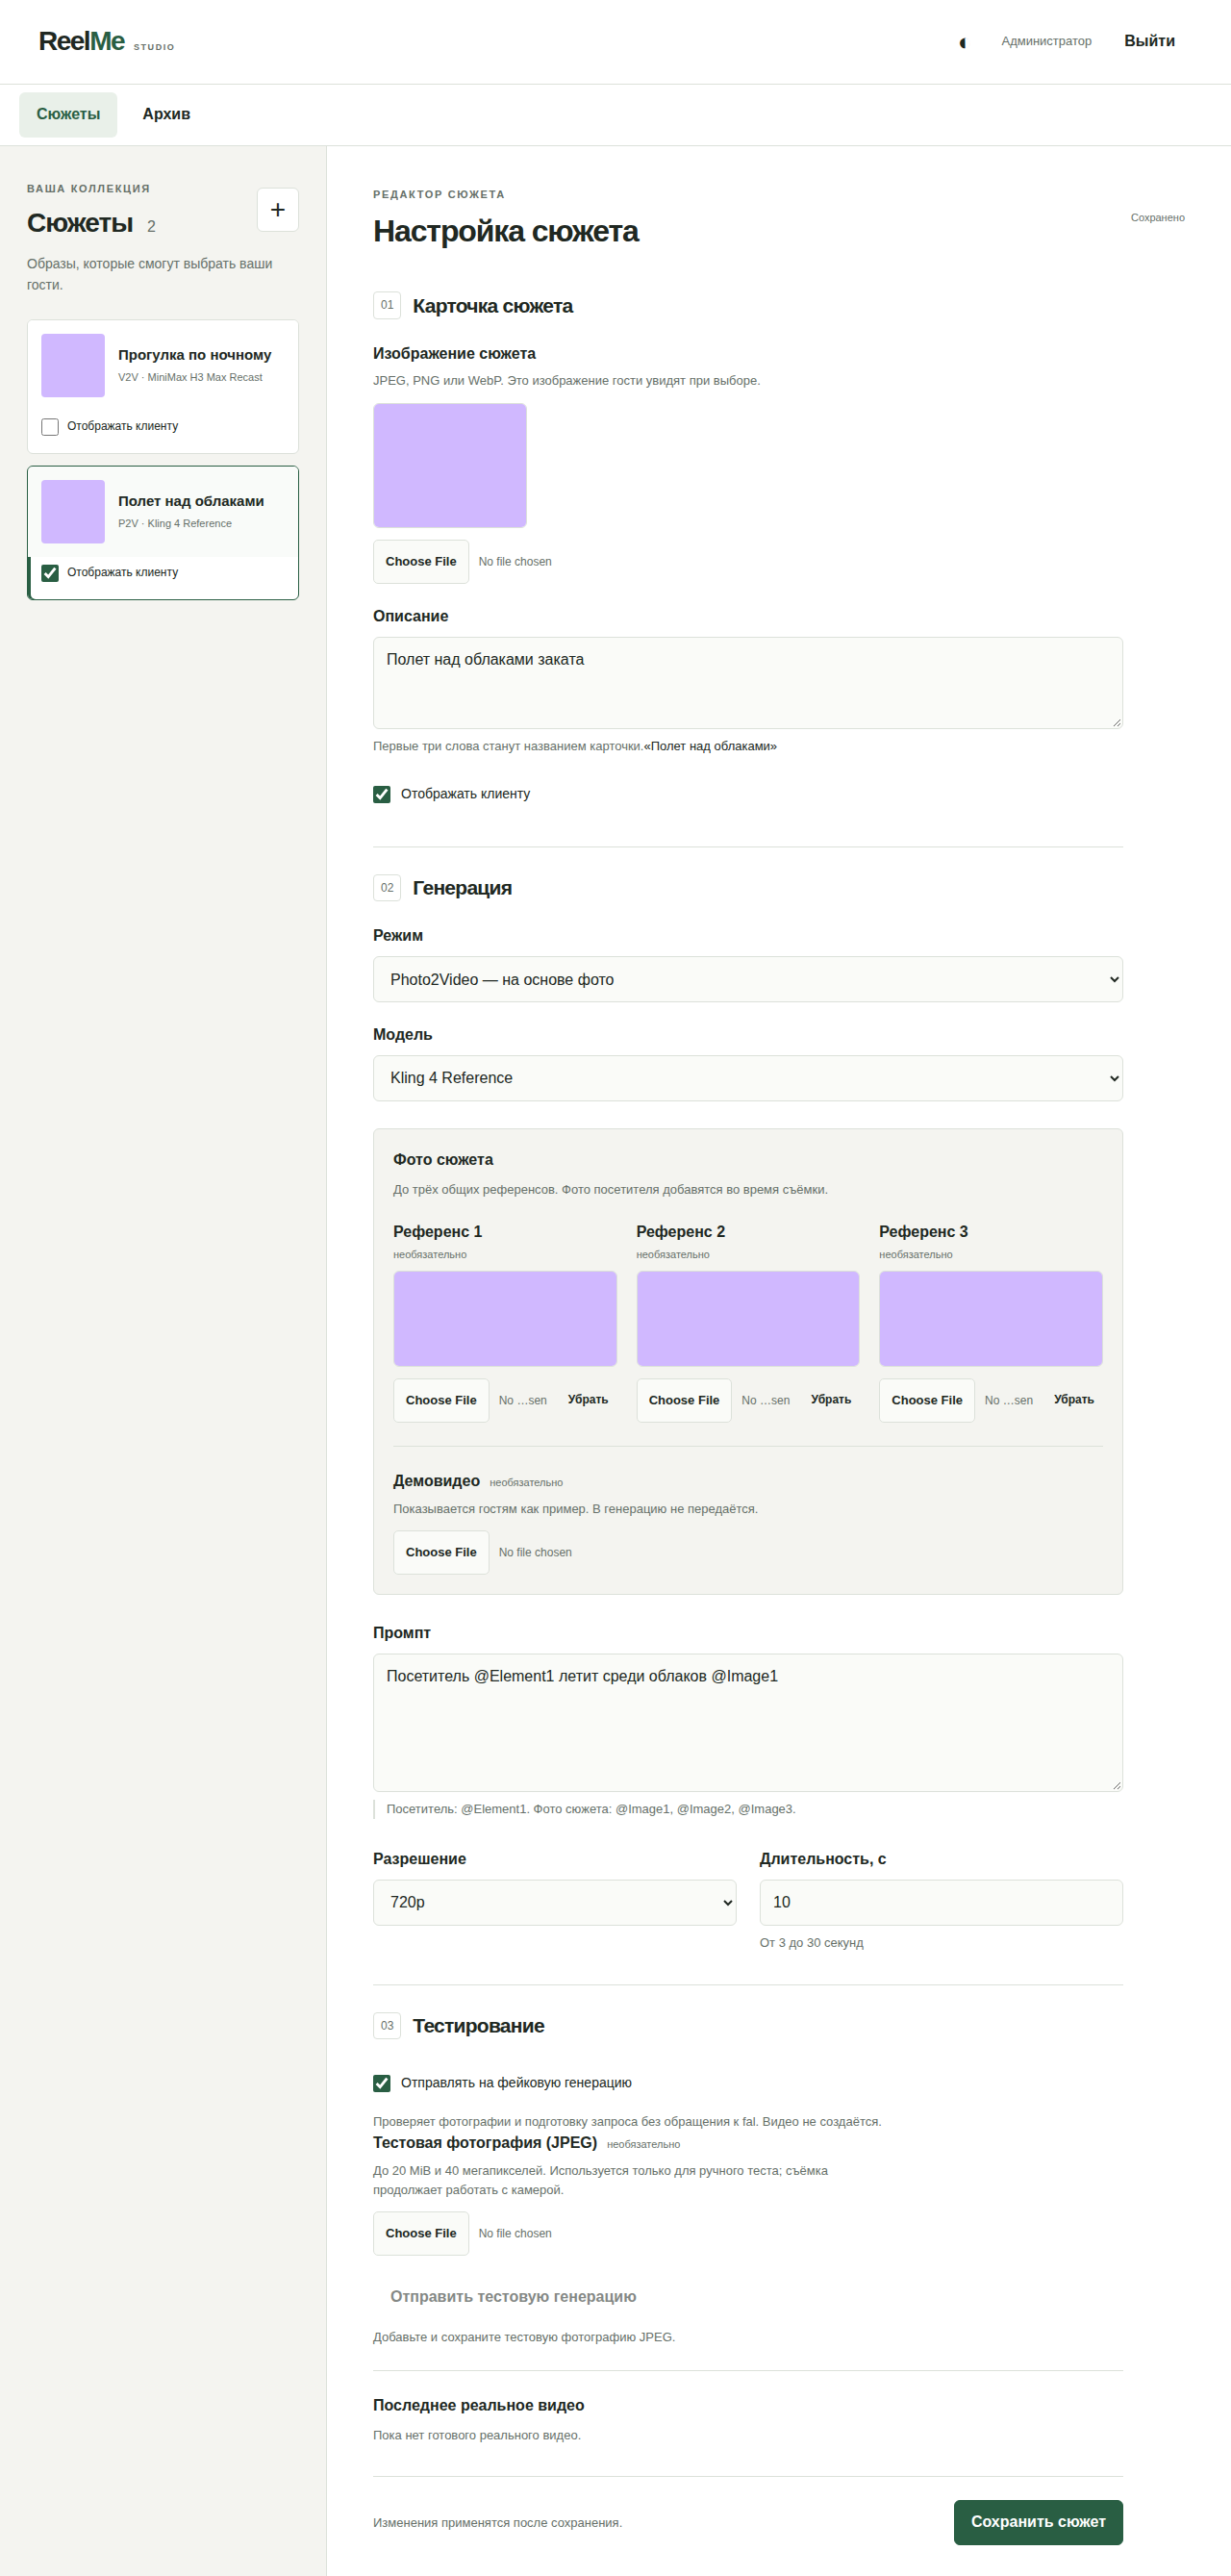 ReelMe STUDIO
Администратор
Выйти
Сюжеты
Архив
ВАША КОЛЛЕКЦИЯ
Сюжеты 2
+
Образы, которые смогут выбрать ваши
гости.
Прогулка по ночному
V2V · MiniMax H3 Max Recast
Отображать клиенту
Полет над облаками
P2V · Kling 4 Reference
Отображать клиенту
РЕДАКТОР СЮЖЕТА
Настройка сюжета
Сохранено
01 Карточка сюжета
Изображение сюжета
JPEG, PNG или WebP. Это изображение гости увидят при выборе.
Choose File No file chosen
Описание
Полет над облаками заката
Первые три слова станут названием карточки.«Полет над облаками»
Отображать клиенту
02 Генерация
Режим
Photo2Video — на основе фото
Модель
Kling 4 Reference
Фото сюжета
До трёх общих референсов. Фото посетителя добавятся во время съёмки.
Референс 1 Референс 2 Референс 3
необязательно необязательно необязательно
Choose File No …sen Убрать Choose File No …sen Убрать Choose File No …sen Убрать
Демовидео необязательно
Показывается гостям как пример. В генерацию не передаётся.
Choose File No file chosen
Промпт
Посетитель @Element1 летит среди облаков @Image1
Посетитель: @Element1. Фото сюжета: @Image1, @Image2, @Image3.
Разрешение Длительность, с
720p 10
От 3 до 30 секунд
03 Тестирование
Отправлять на фейковую генерацию
Проверяет фотографии и подготовку запроса без обращения к fal. Видео не создаётся.
Тестовая фотография (JPEG) необязательно
До 20 MiB и 40 мегапикселей. Используется только для ручного теста; съёмка
продолжает работать с камерой.
Choose File No file chosen
Отправить тестовую генерацию
Добавьте и сохраните тестовую фотографию JPEG.
Последнее реальное видео
Пока нет готового реального видео.
Изменения применятся после сохранения.
Сохранить сюжет